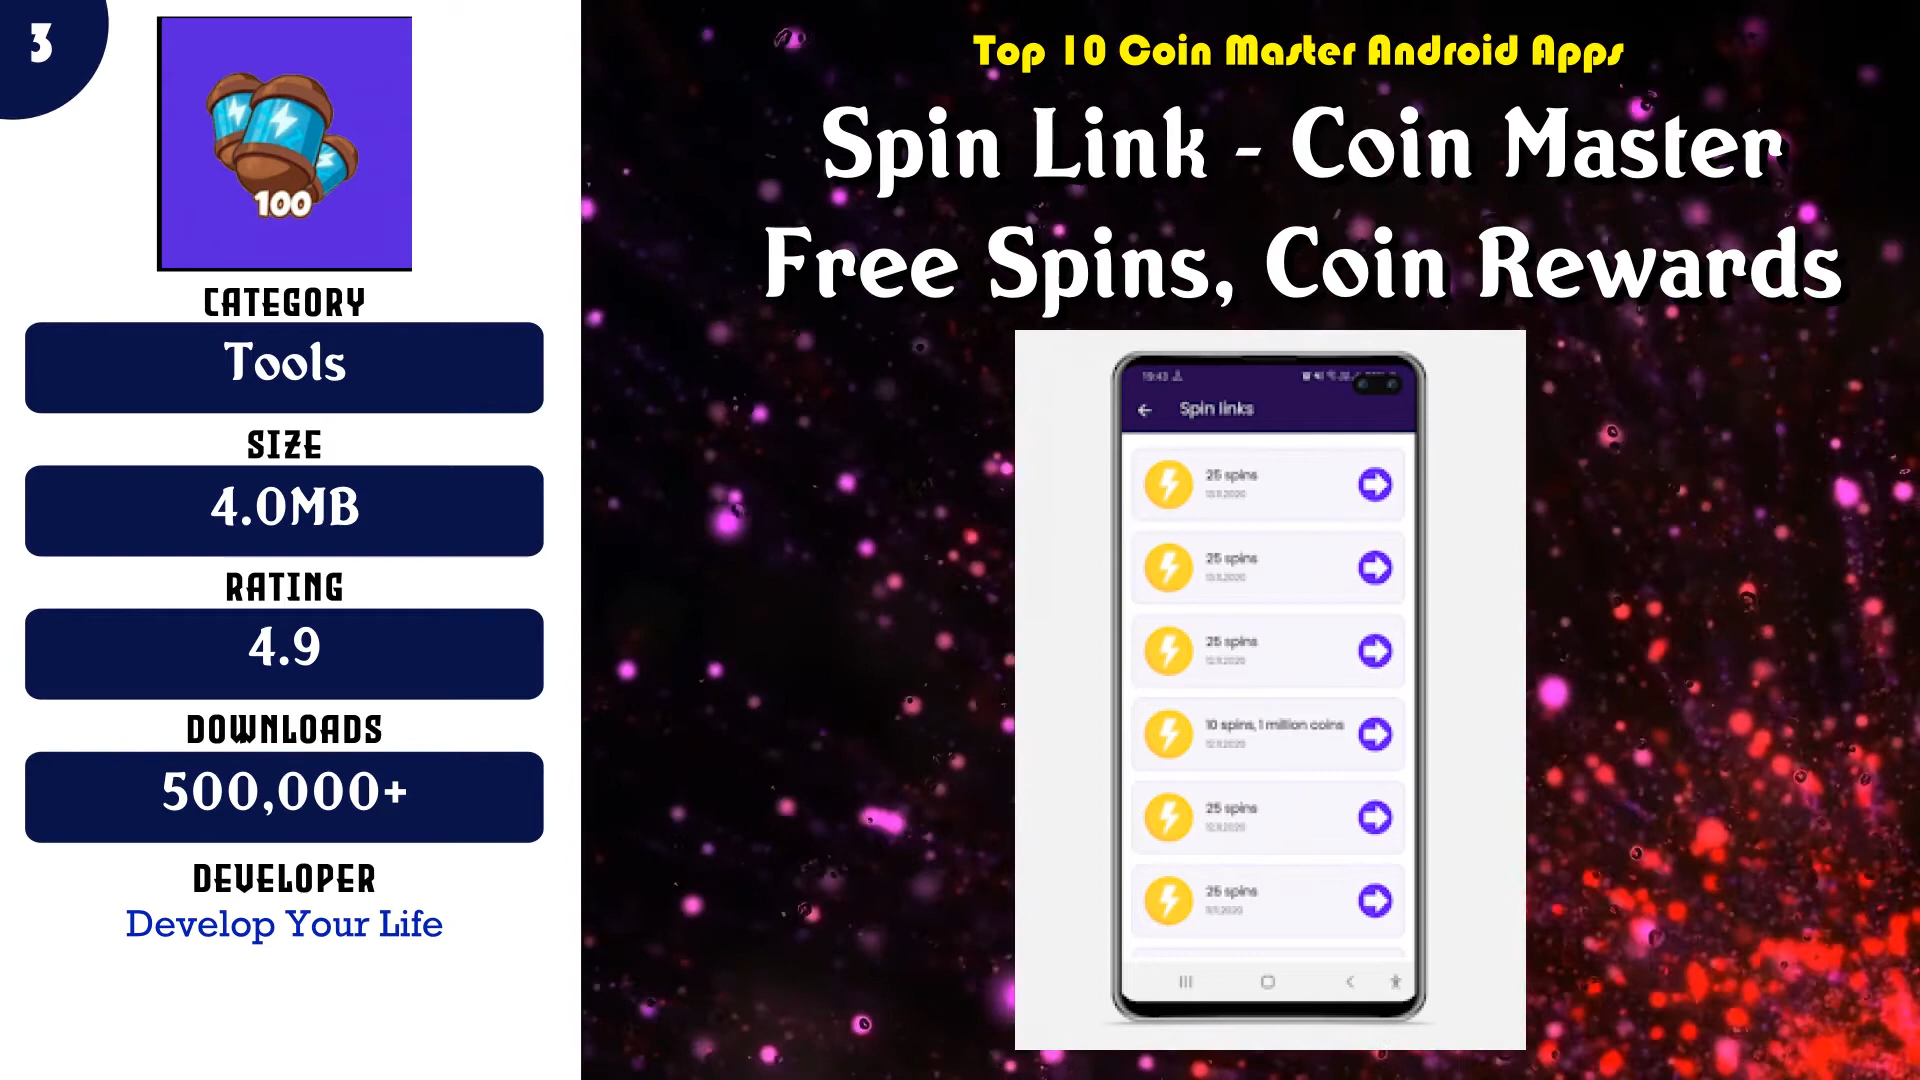 3
100
CATEGORY
Tools
SIZE
4.0MB
RATING
4.9
DOWNLOADS
500,000+
DEVELOPER
Develop Your Life
Top 10 Coin Master Android Apps
Spin Link - Coin Master
Free Spins, Coin Rewards
19:43
Spin links
25 spins
25 spins
25 spins
10 spins, 1 million coins
25 spins
25 spins